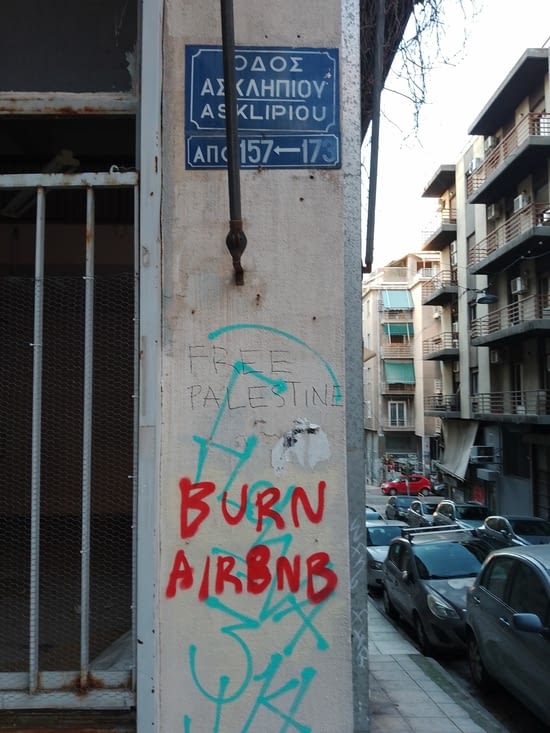 ΟΔΟΣ
ΑΣΚΛΗΠΙΟΥ
ASKLIPIOU
ΑΠΟ 157←173
FREE
PALESTINE
BURN
AIRBNB